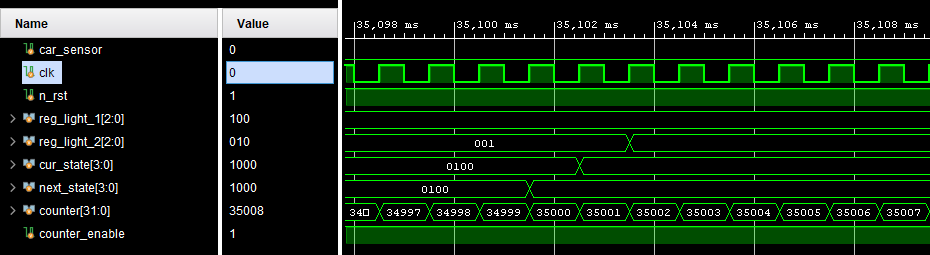 Name Value
35,098 ms 35,100 ms 35,102 ms 35,104 ms 35,106 ms 35,108 ms
car_sensor 0
clk 0
n_rst 1
reg_light_1[2:0] 100
reg_light_2[2:0] 010 001
cur_state[3:0] 1000 0100
next_state[3:0] 1000 0100
counter[31:0] 35008 34 34997 34998 34999 35000 35001 35002 35003 35004 35005 35006 35007
counter_enable 1